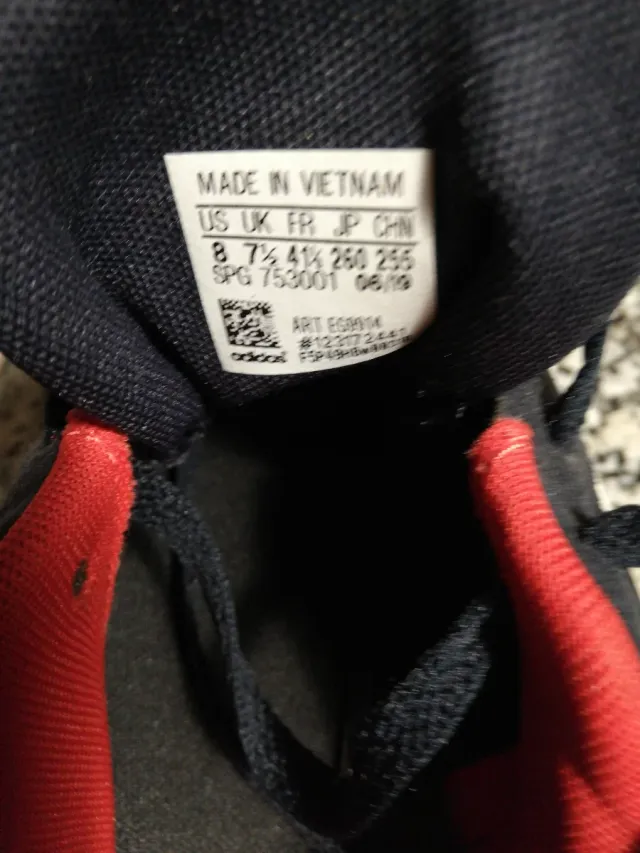 MADE IN VIETNAM
US UK FR JP CHN
8 7½ 41⅓ 260 255
SPG 753001 06/19
ART EG9914
adidas